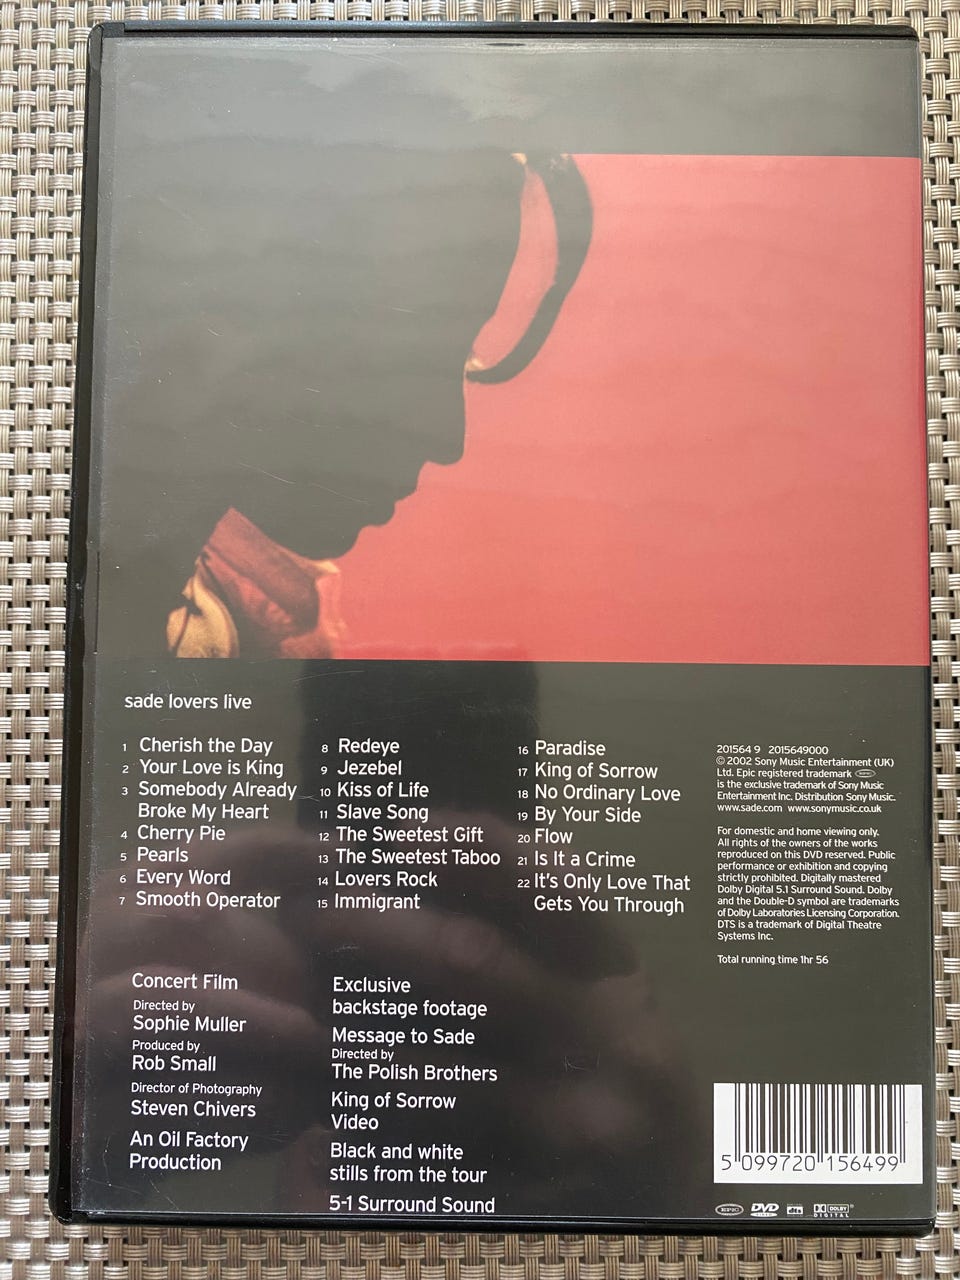 sade lovers live
1 Cherish the Day
2 Your Love is King
3 Somebody Already
Broke My Heart
4 Cherry Pie
5 Pearls
6 Every Word
7 Smooth Operator
8 Redeye
9 Jezebel
10 Kiss of Life
11 Slave Song
12 The Sweetest Gift
13 The Sweetest Taboo
14 Lovers Rock
15 Immigrant
16 Paradise
17 King of Sorrow
18 No Ordinary Love
19 By Your Side
20 Flow
21 Is It a Crime
22 It's Only Love That
Gets You Through
201564 9 2015649000
© 2002 Sony Music Entertainment (UK)
Ltd. Epic registered trademark epic
is the exclusive trademark of Sony Music
Entertainment Inc. Distribution Sony Music.
www.sade.com www.sonymusic.co.uk
For domestic and home viewing only.
All rights of the owners of the works
reproduced on this DVD reserved. Public
performance or exhibition and copying
strictly prohibited. Digitally mastered
Dolby Digital 5.1 Surround Sound. Dolby
and the Double-D symbol are trademarks
of Dolby Laboratories Licensing Corporation.
DTS is a trademark of Digital Theatre
Systems Inc.
Total running time 1hr 56
Concert Film
Directed by
Sophie Muller
Produced by
Rob Small
Director of Photography
Steven Chivers
An Oil Factory
Production
Exclusive
backstage footage
Message to Sade
Directed by
The Polish Brothers
King of Sorrow
Video
Black and white
stills from the tour
5-1 Surround Sound
5 099720 156499
epic DVD VIDEO dts DOLBY DIGITAL